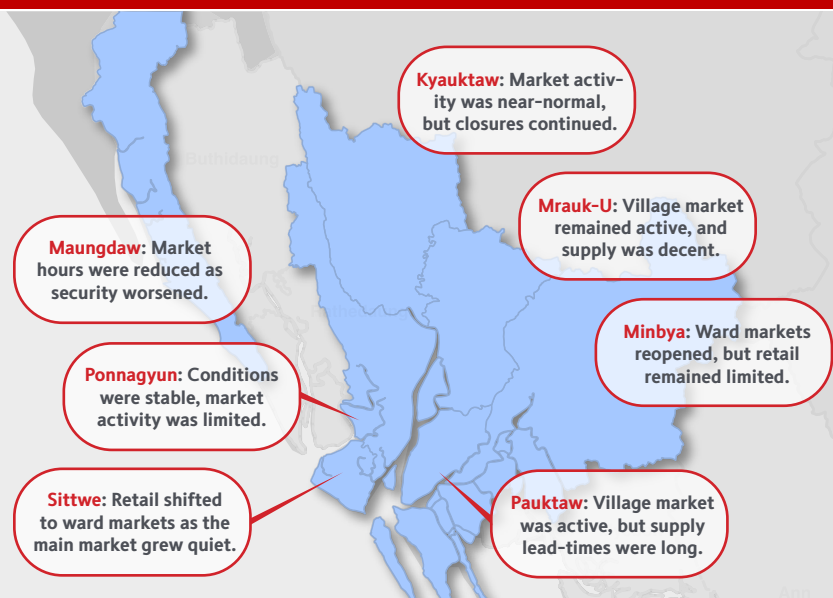 Kyauktaw: Market activ-
ity was near-normal,
but closures continued.
Buthidaung
Mrauk-U: Village market
remained active, and
supply was decent.
Maungdaw: Market
hours were reduced as
security worsened.
Minbya: Ward markets
reopened, but retail
remained limited.
Ponnagyun: Conditions
were stable, market
activity was limited.
Sittwe: Retail shifted
to ward markets as the
main market grew quiet.
Pauktaw: Village market
was active, but supply
lead-times were long.
Ann